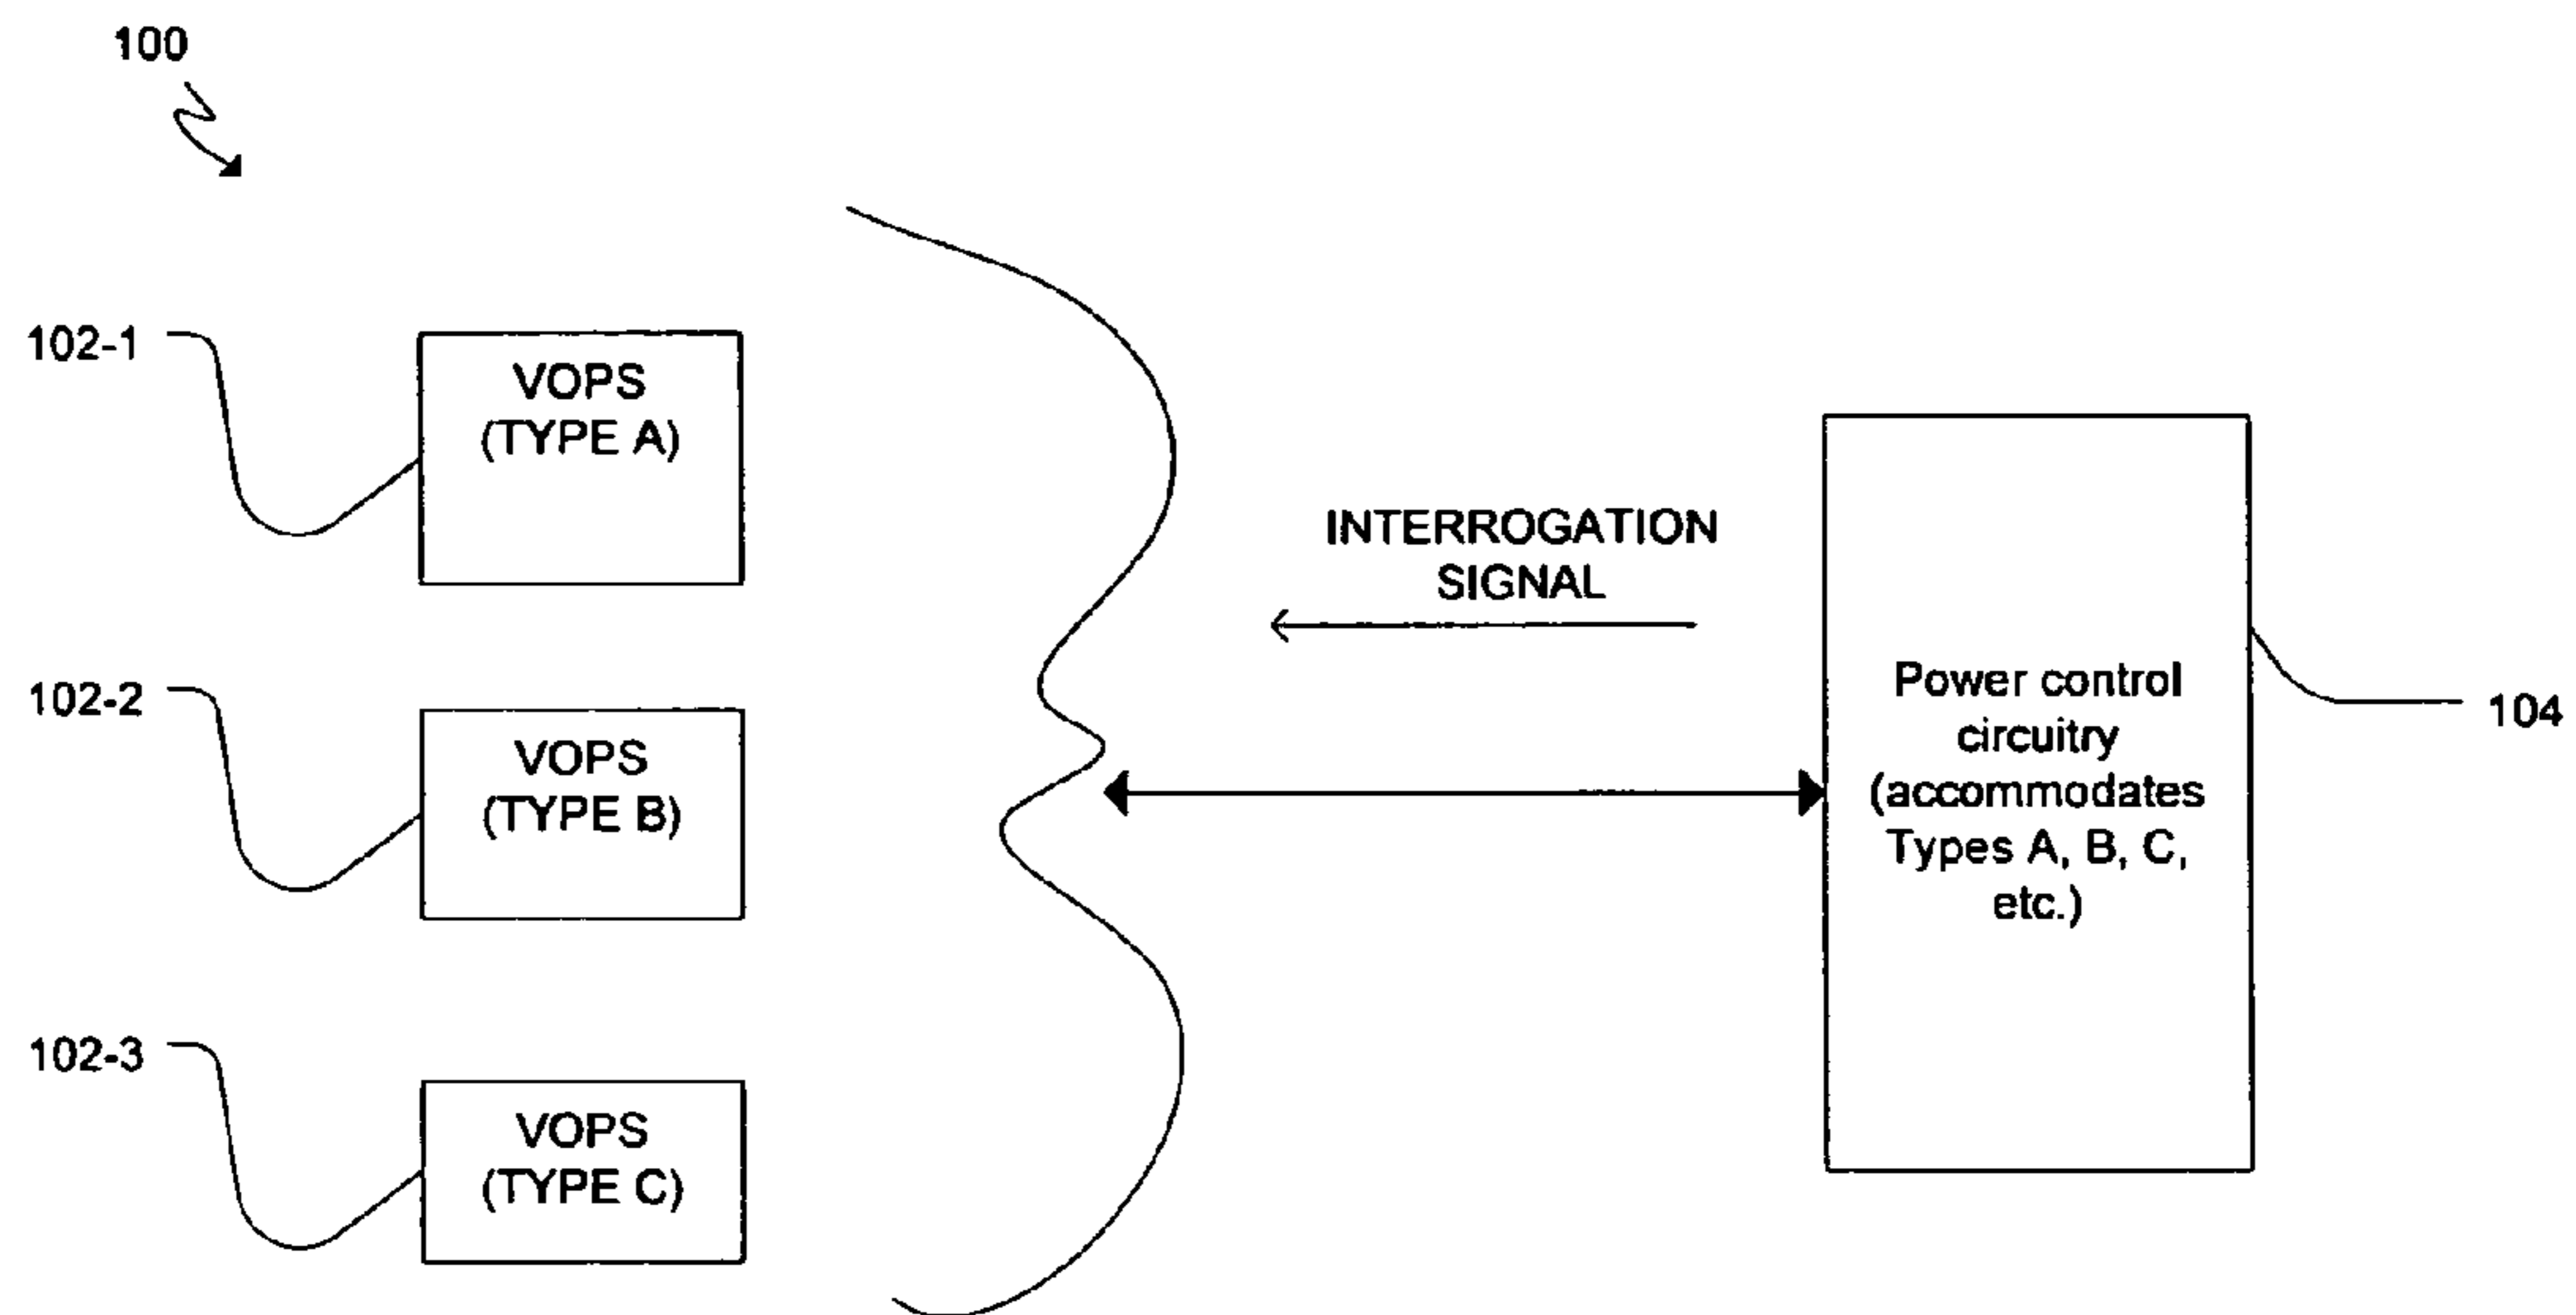 100
102-1
VOPS
(TYPE A)
INTERROGATION
SIGNAL
102-2
VOPS
(TYPE B)
Power control
circuitry
(accommodates
Types A, B, C,
etc.)
104
102-3
VOPS
(TYPE C)